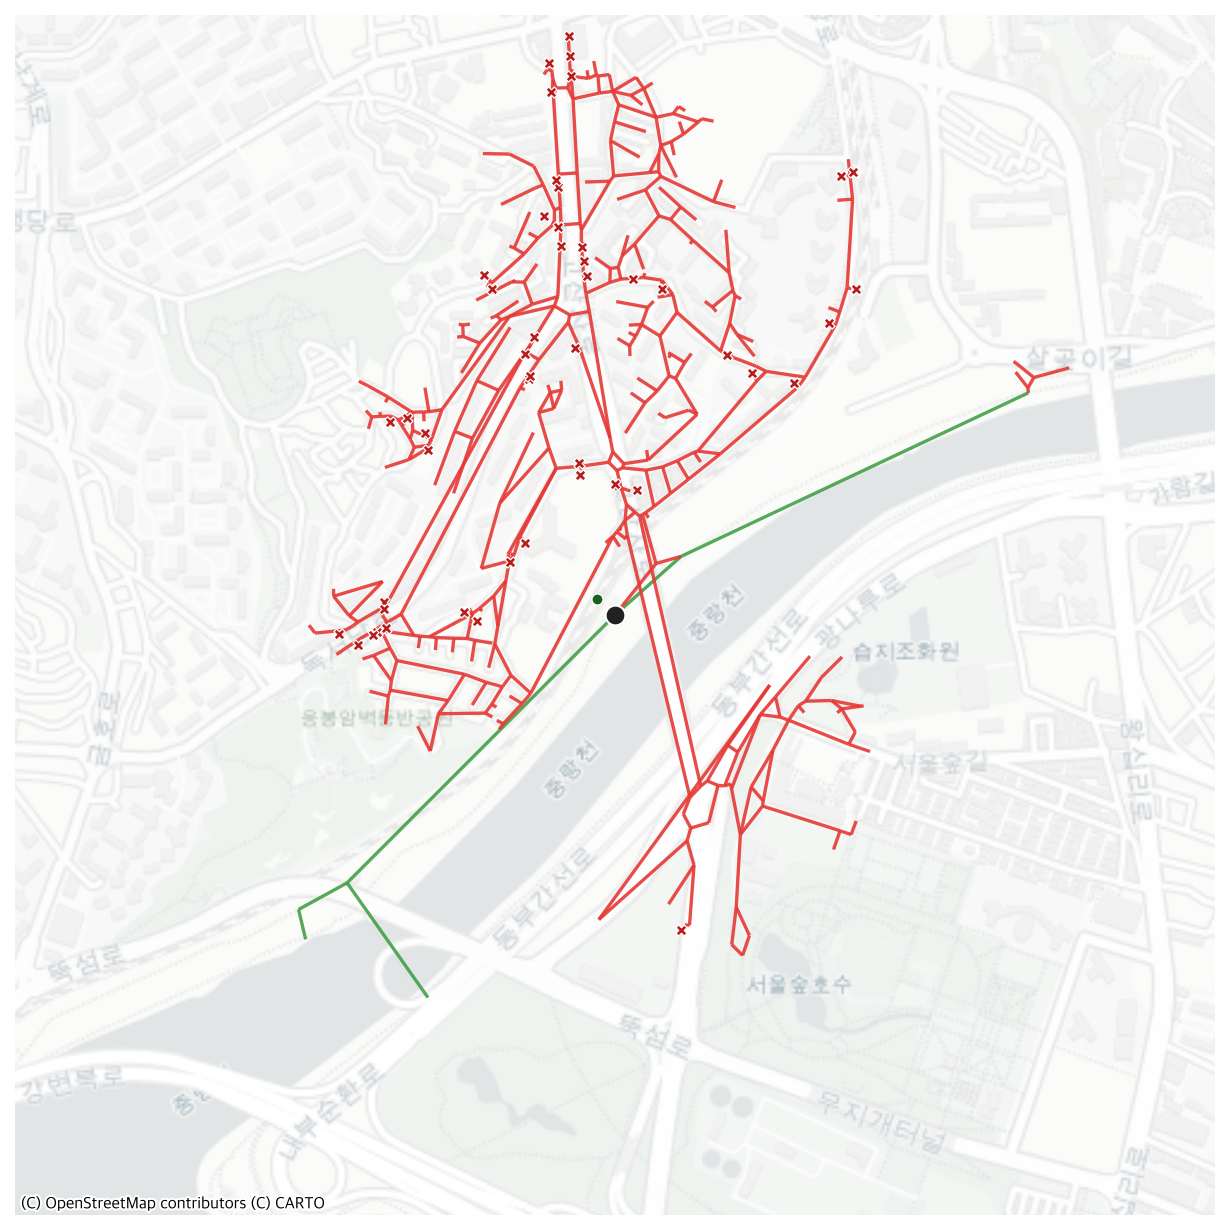 살곶이길
가람길
중랑천
동부간선로
왕십리로
습지조화원
금호로
응봉암벽등반공원
서울숲길
중랑천
동부간선로
뚝섬로
서울숲호수
뚝섬로
강변북로
내부순환로
무지개터널
(C) OpenStreetMap contributors (C) CARTO